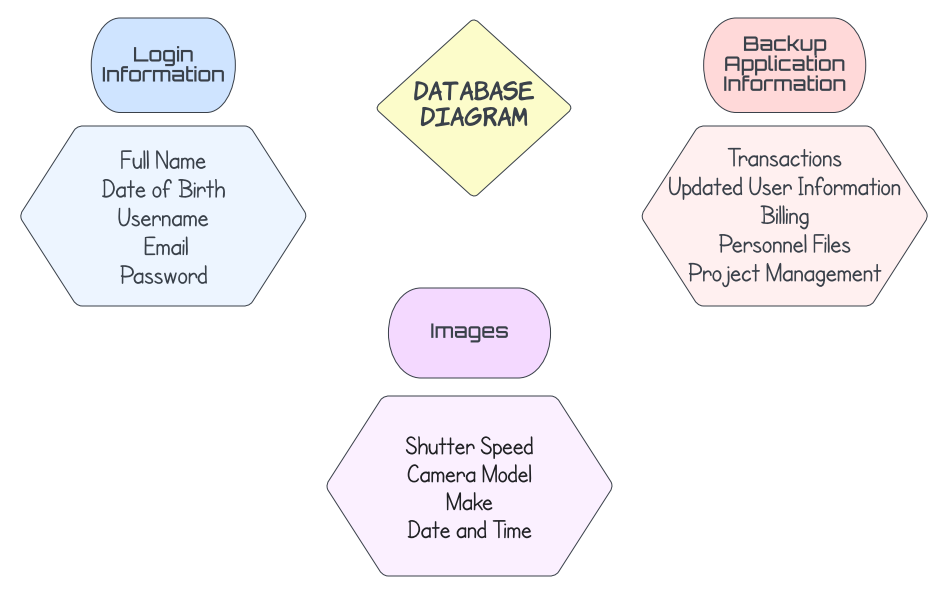 Login
Information
Full Name
Date of Birth
Username
Email
Password
DATABASE
DIAGRAM
Backup
Application
Information
Transactions
Updated User Information
Billing
Personnel Files
Project Management
Images
Shutter Speed
Camera Model
Make
Date and Time